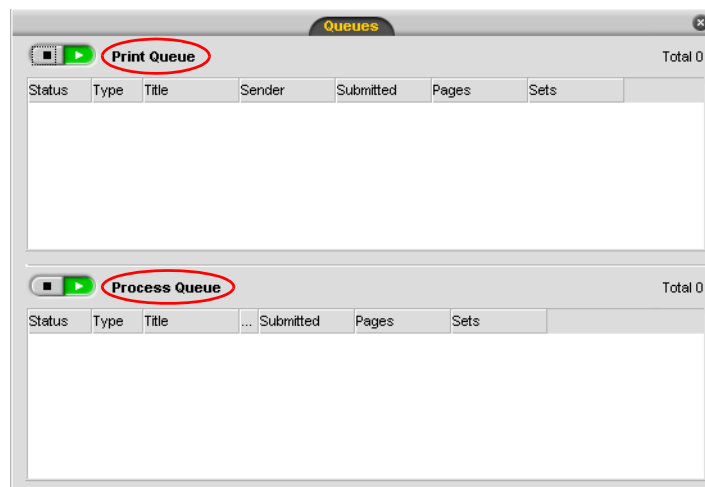 Queues
Print Queue Total 0
Status Type Title Sender Submitted Pages Sets
Process Queue Total 0
Status Type Title ... Submitted Pages Sets